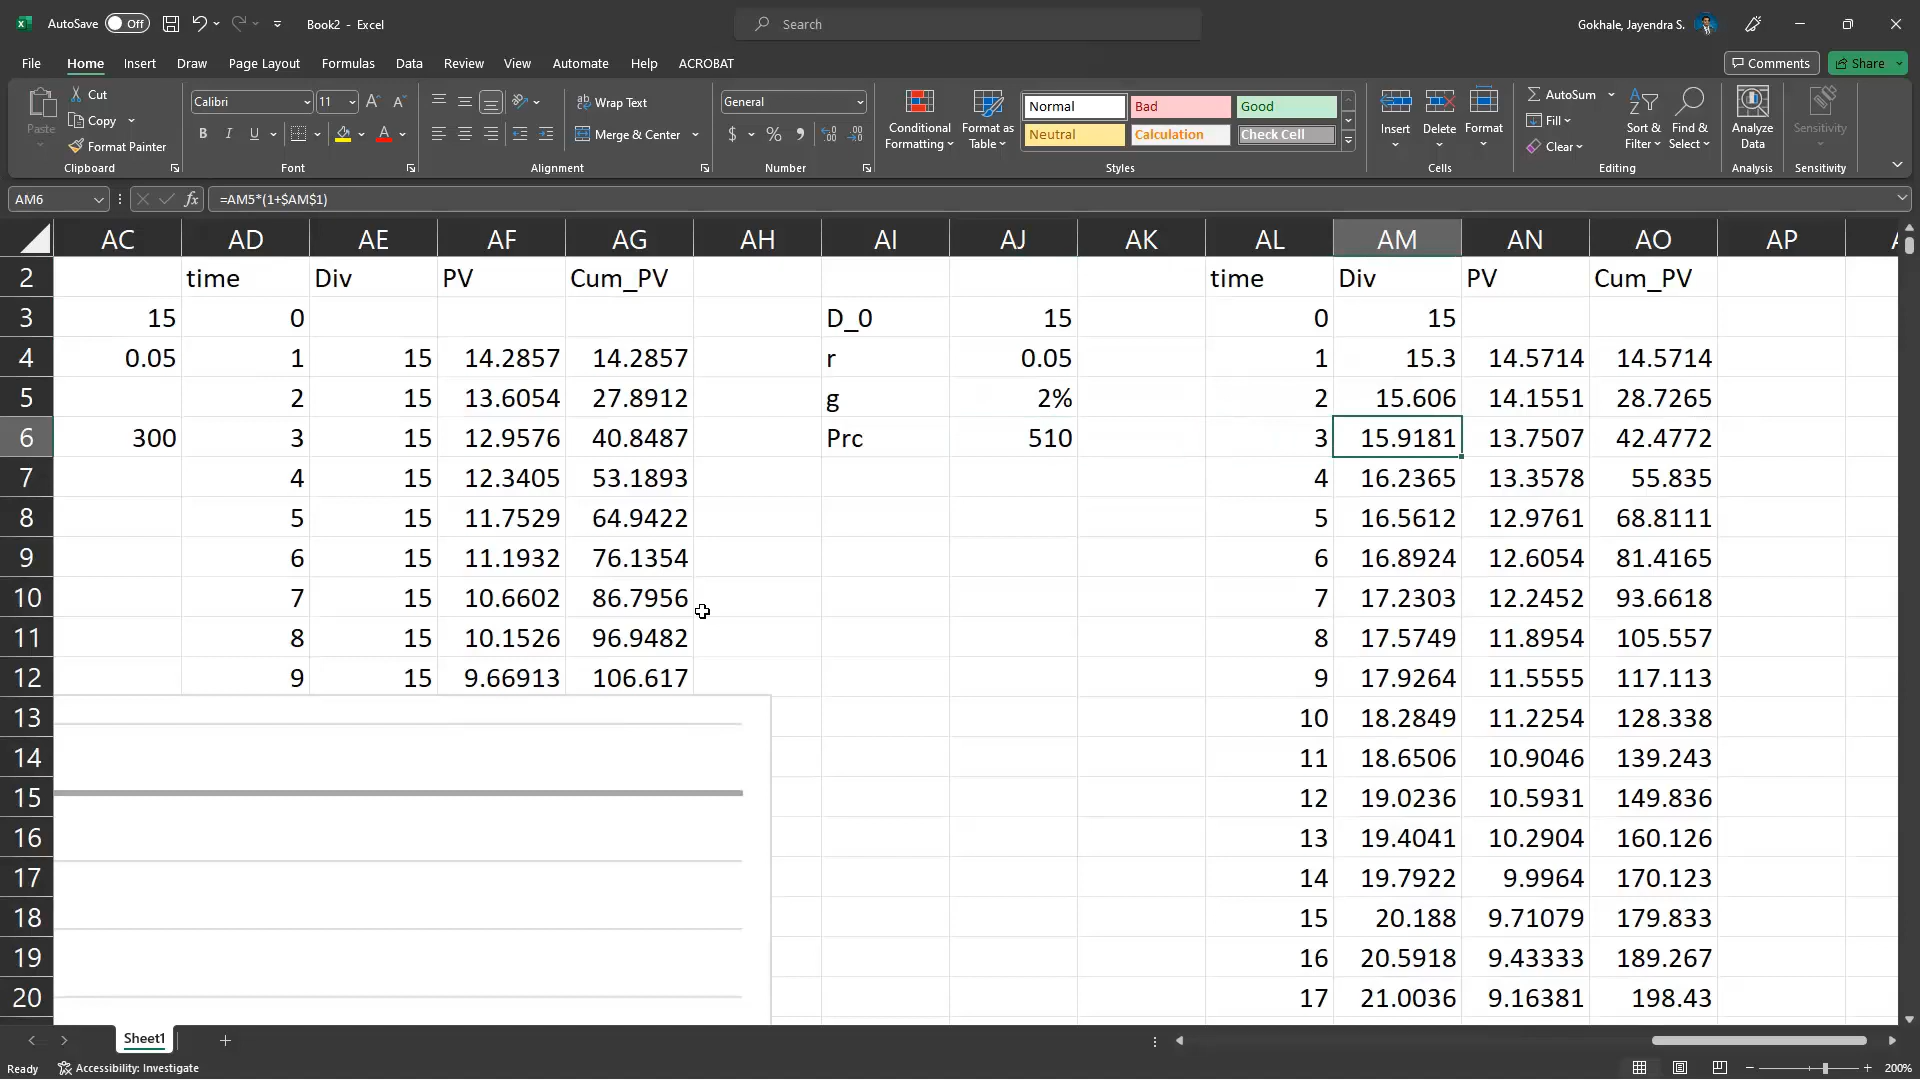 AutoSave Off Book2 - Excel Search Gokhale, Jayendra S.
File Home Insert Draw Page Layout Formulas Data Review View Automate Help ACROBAT Comments Share
Paste Cut Copy Format Painter Clipboard
Calibri 11 B I U Font
Wrap Text Merge & Center Alignment
General $ % Number
Conditional Formatting Format as Table Normal Bad Good Neutral Calculation Check Cell Styles
Insert Delete Format Cells
AutoSum Fill Clear Sort & Filter Find & Select Editing
Analyze Data Analysis
Sensitivity Sensitivity
AM6 fx =AM5*(1+$AM$1)
AC AD AE AF AG AH AI AJ AK AL AM AN AO AP
2 time Div PV Cum_PV time Div PV Cum_PV
3 15 0 D_0 15 0 15
4 0.05 1 15 14.2857 14.2857 r 0.05 1 15.3 14.5714 14.5714
5 2 15 13.6054 27.8912 g 2% 2 15.606 14.1551 28.7265
6 300 3 15 12.9576 40.8487 Prc 510 3 15.9181 13.7507 42.4772
7 4 15 12.3405 53.1893 4 16.2365 13.3578 55.835
8 5 15 11.7529 64.9422 5 16.5612 12.9761 68.8111
9 6 15 11.1932 76.1354 6 16.8924 12.6054 81.4165
10 7 15 10.6602 86.7956 7 17.2303 12.2452 93.6618
11 8 15 10.1526 96.9482 8 17.5749 11.8954 105.557
12 9 15 9.66913 106.617 9 17.9264 11.5555 117.113
13 10 18.2849 11.2254 128.338
14 11 18.6506 10.9046 139.243
15 12 19.0236 10.5931 149.836
16 13 19.4041 10.2904 160.126
17 14 19.7922 9.9964 170.123
18 15 20.188 9.71079 179.833
19 16 20.5918 9.43333 189.267
20 17 21.0036 9.16381 198.43
Sheet1
Ready Accessibility: Investigate 200%